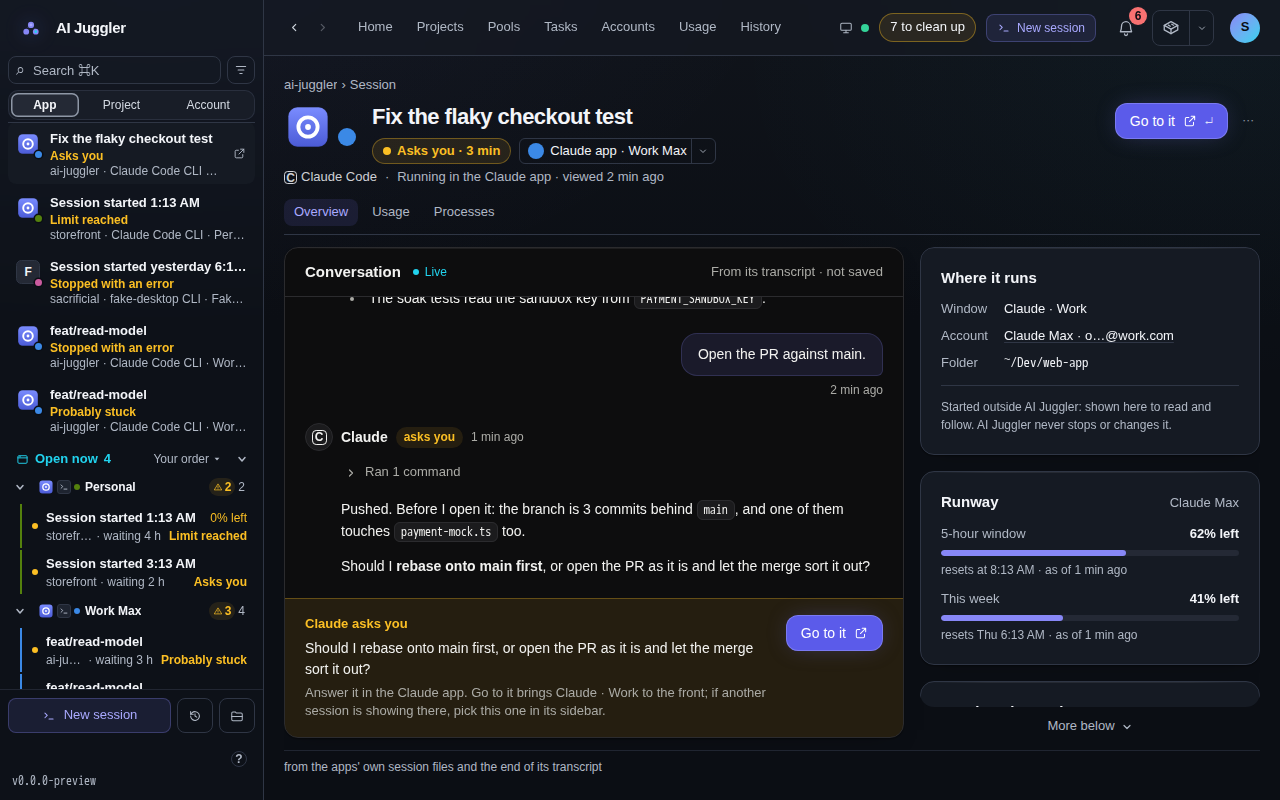 AI Juggler
Home
Projects
Pools
Tasks
Accounts
Usage
History
7 to clean up
New session
6
S
Search ⌘K
App
Project
Account
Fix the flaky checkout test
Asks you
ai-juggler · Claude Code CLI …
Session started 1:13 AM
Limit reached
storefront · Claude Code CLI · Per…
F
Session started yesterday 6:1…
Stopped with an error
sacrificial · fake-desktop CLI · Fak…
feat/read-model
Stopped with an error
ai-juggler · Claude Code CLI · Wor…
feat/read-model
Probably stuck
ai-juggler · Claude Code CLI · Wor…
Open now 4
Your order
Personal
2
2
Session started 1:13 AM
0% left
storefr… · waiting 4 h
Limit reached
Session started 3:13 AM
storefront · waiting 2 h
Asks you
Work Max
3
4
feat/read-model
ai-ju… · waiting 3 h
Probably stuck
feat/read-model
New session
?
v0.0.0-preview
ai-juggler › Session
Fix the flaky checkout test
Asks you · 3 min
Claude app · Work Max
Go to it
C Claude Code · Running in the Claude app · viewed 2 min ago
Overview
Usage
Processes
Conversation
Live
From its transcript · not saved
The soak tests read the sandbox key from PAYMENT_SANDBOX_KEY.
Open the PR against main.
2 min ago
C
Claude
asks you
1 min ago
Ran 1 command
Pushed. Before I open it: the branch is 3 commits behind main, and one of them
touches payment-mock.ts too.
Should I rebase onto main first, or open the PR as it is and let the merge sort it out?
Claude asks you
Should I rebase onto main first, or open the PR as it is and let the merge
sort it out?
Answer it in the Claude app. Go to it brings Claude · Work to the front; if another
session is showing there, pick this one in its sidebar.
Go to it
from the apps' own session files and the end of its transcript
Where it runs
Window Claude · Work
Account Claude Max · o…@work.com
Folder ~/Dev/web-app
Started outside AI Juggler: shown here to read and
follow. AI Juggler never stops or changes it.
Runway
Claude Max
5-hour window
62% left
resets at 8:13 AM · as of 1 min ago
This week
41% left
resets Thu 6:13 AM · as of 1 min ago
More below